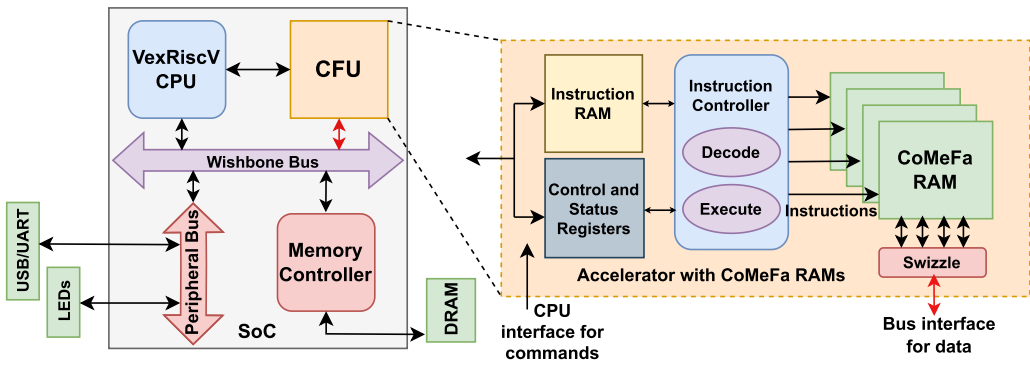 VexRiscV
CPU
CFU
Wishbone Bus
Peripheral Bus
USB/UART
LEDs
Memory
Controller
SoC
DRAM
Instruction
RAM
Control and
Status
Registers
Instruction
Controller
Decode
Execute
Instructions
CoMeFa
RAM
Swizzle
Accelerator with CoMeFa RAMs
CPU
interface for
commands
Bus interface
for data